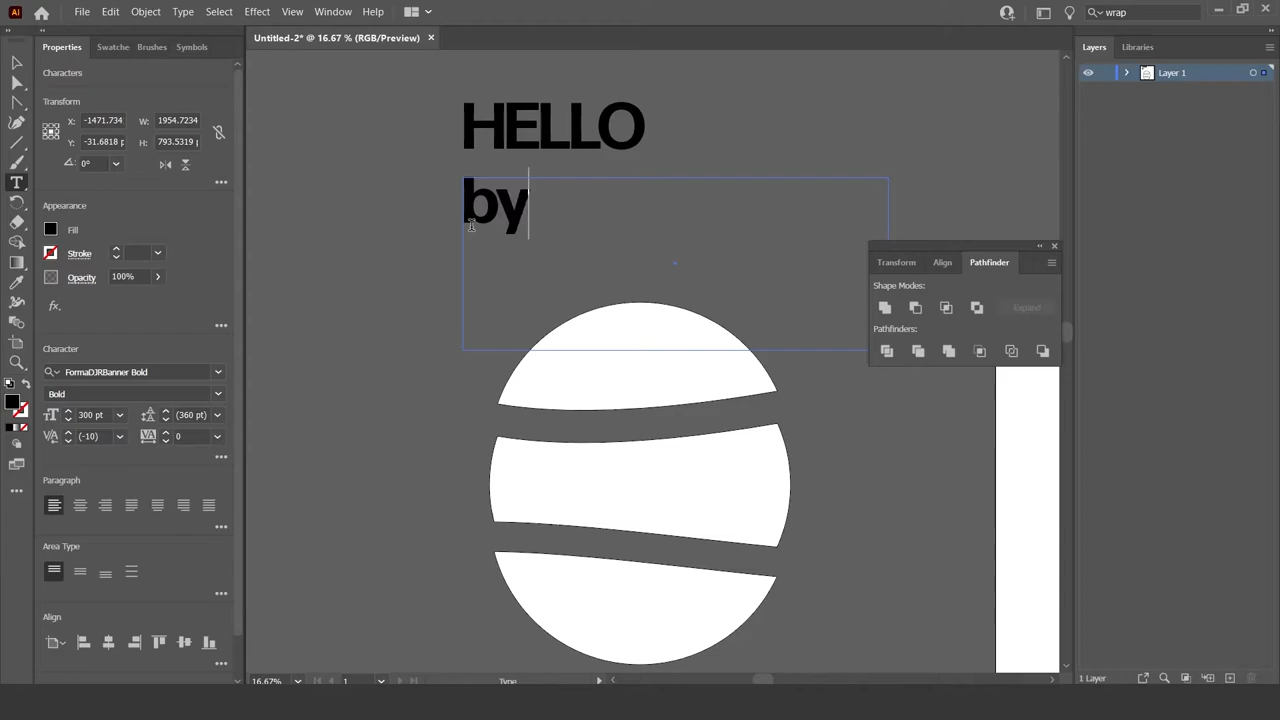 Ai File Edit Object Type Select Effect View Window Help wrap
Properties Swatche Brushes Symbols
Untitled-2* @ 16.67 % (RGB/Preview)
Layers Libraries
Characters
Layer 1
Transform
X: -1471.734 W: 1954.7234
Y: -31.6818 p H: 793.5319 p
0°
HELLO
by
Appearance
Fill
Stroke
Opacity 100%
fx.
Transform Align Pathfinder
Shape Modes:
Expand
Pathfinders:
Character
FormaDJRBanner Bold
Bold
300 pt (360 pt)
(-10) 0
Paragraph
Area Type
Align
16.67% 1 Type
1 Layer